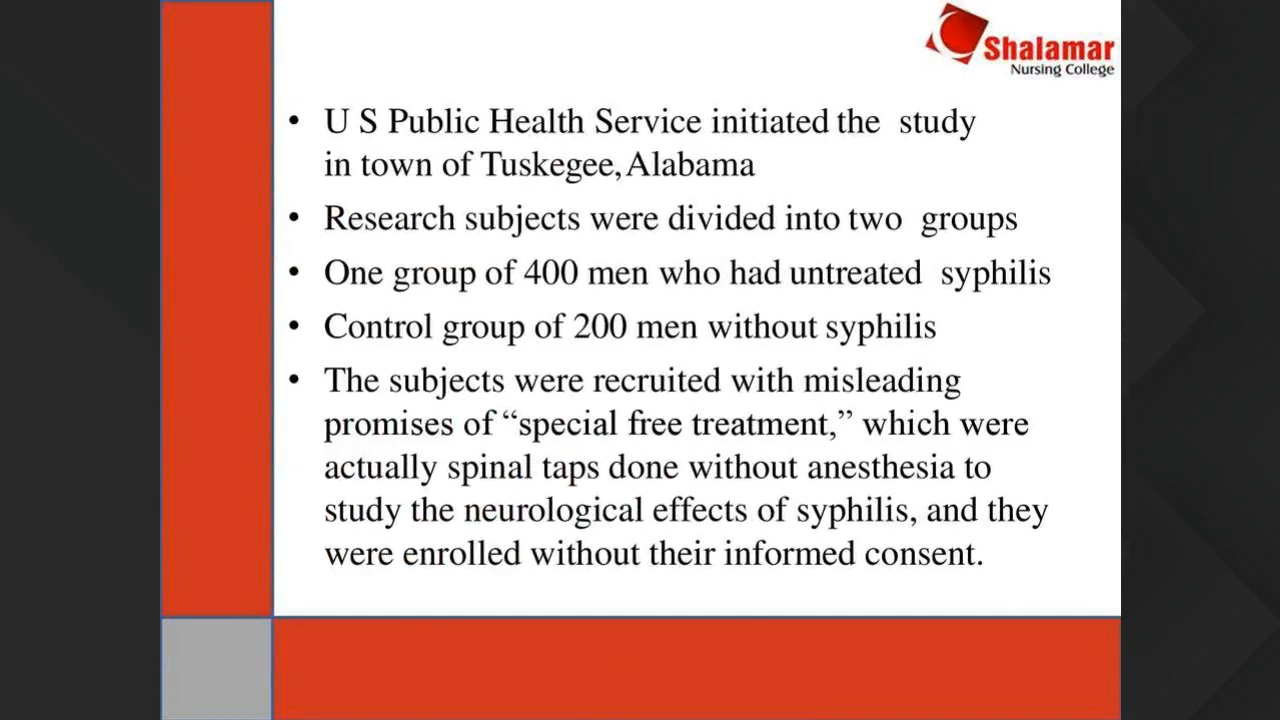 Shalamar
Nursing College
• U S Public Health Service initiated the study
in town of Tuskegee, Alabama
• Research subjects were divided into two groups
• One group of 400 men who had untreated syphilis
• Control group of 200 men without syphilis
• The subjects were recruited with misleading
promises of “special free treatment,” which were
actually spinal taps done without anesthesia to
study the neurological effects of syphilis, and they
were enrolled without their informed consent.